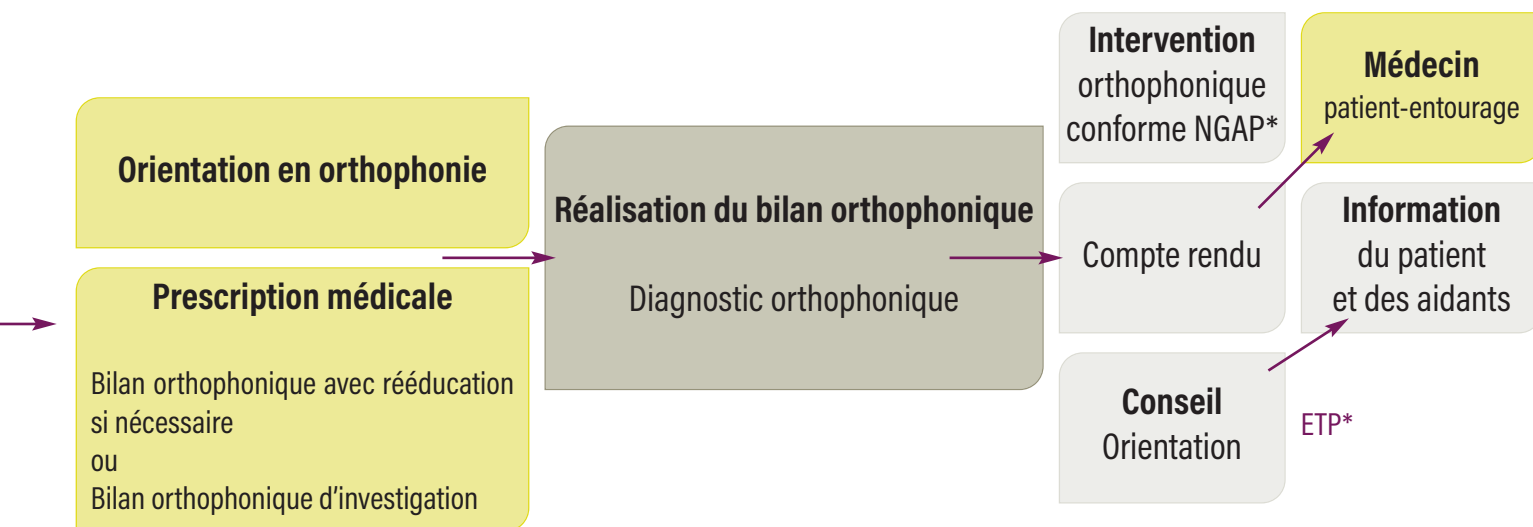 Orientation en orthophonie
Prescription médicale
Bilan orthophonique avec rééducation
si nécessaire
ou
Bilan orthophonique d'investigation
Réalisation du bilan orthophonique
Diagnostic orthophonique
Intervention
orthophonique
conforme NGAP*
Compte rendu
Conseil
Orientation
Médecin
patient-entourage
Information
du patient
et des aidants
ETP*